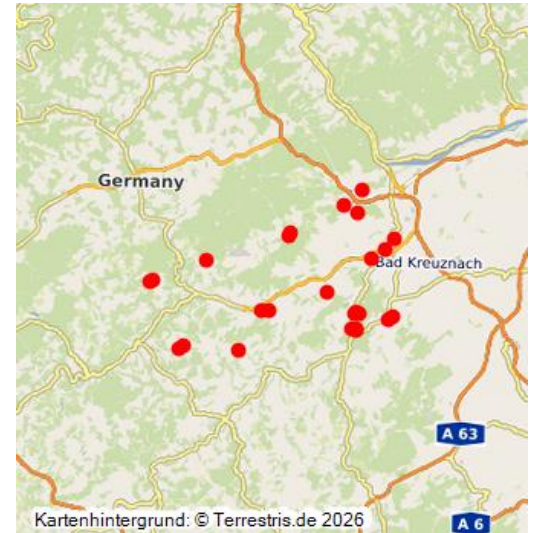 Germany
Bad Kreuznach
A 63
A 6
Kartenhintergrund: © Terrestris.de 2026